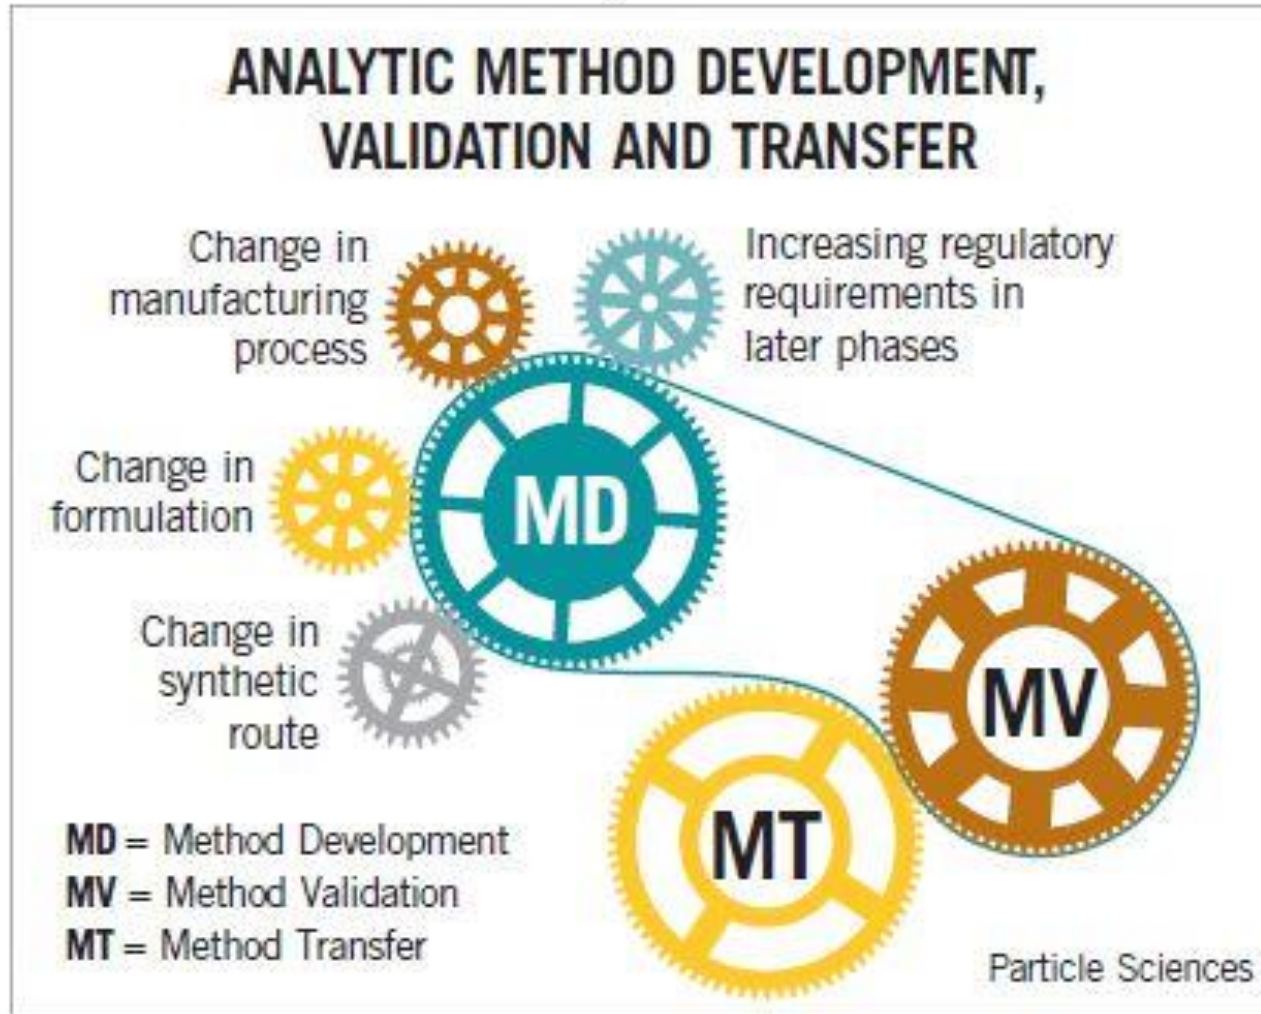 ANALYTIC METHOD DEVELOPMENT,
VALIDATION AND TRANSFER
Change in
manufacturing
process
Increasing regulatory
requirements in
later phases
Change in
formulation
MD
Change in
synthetic
route
MV
MT
MD = Method Development
MV = Method Validation
MT = Method Transfer
Particle Sciences